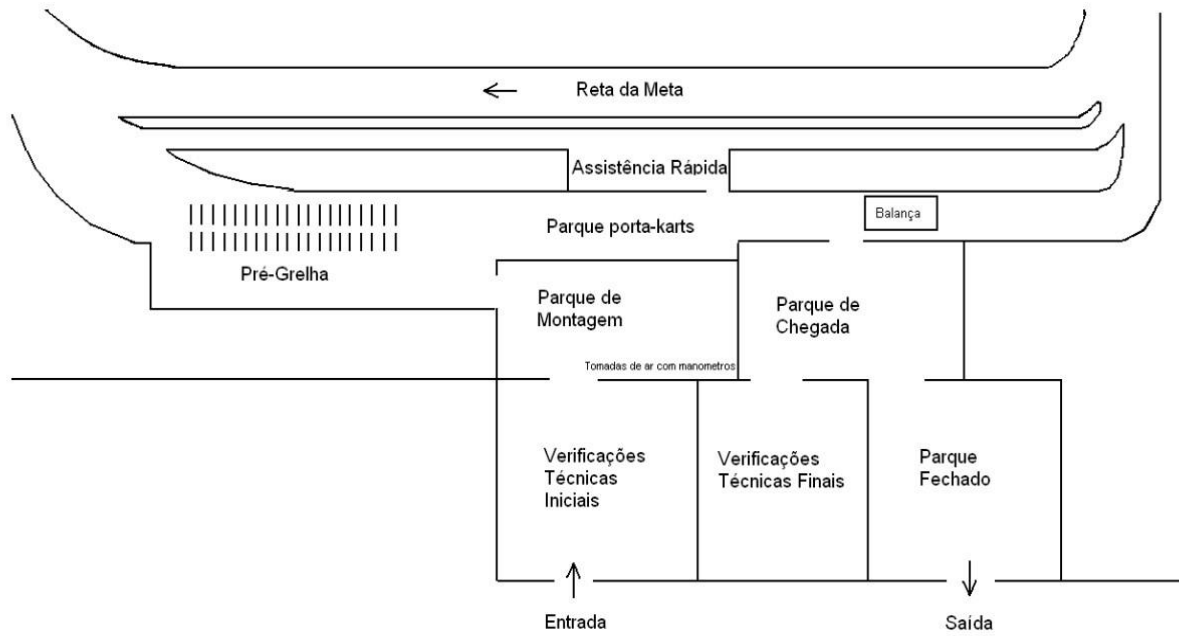 Reta da Meta
Assistência Rápida
Balança
Parque porta-karts
Pré-Grelha
Parque de
Montagem
Parque de
Chegada
Tomadas de ar com manometros
Verificações
Técnicas
Iniciais
Verificações
Técnicas Finais
Parque
Fechado
Entrada
Saída